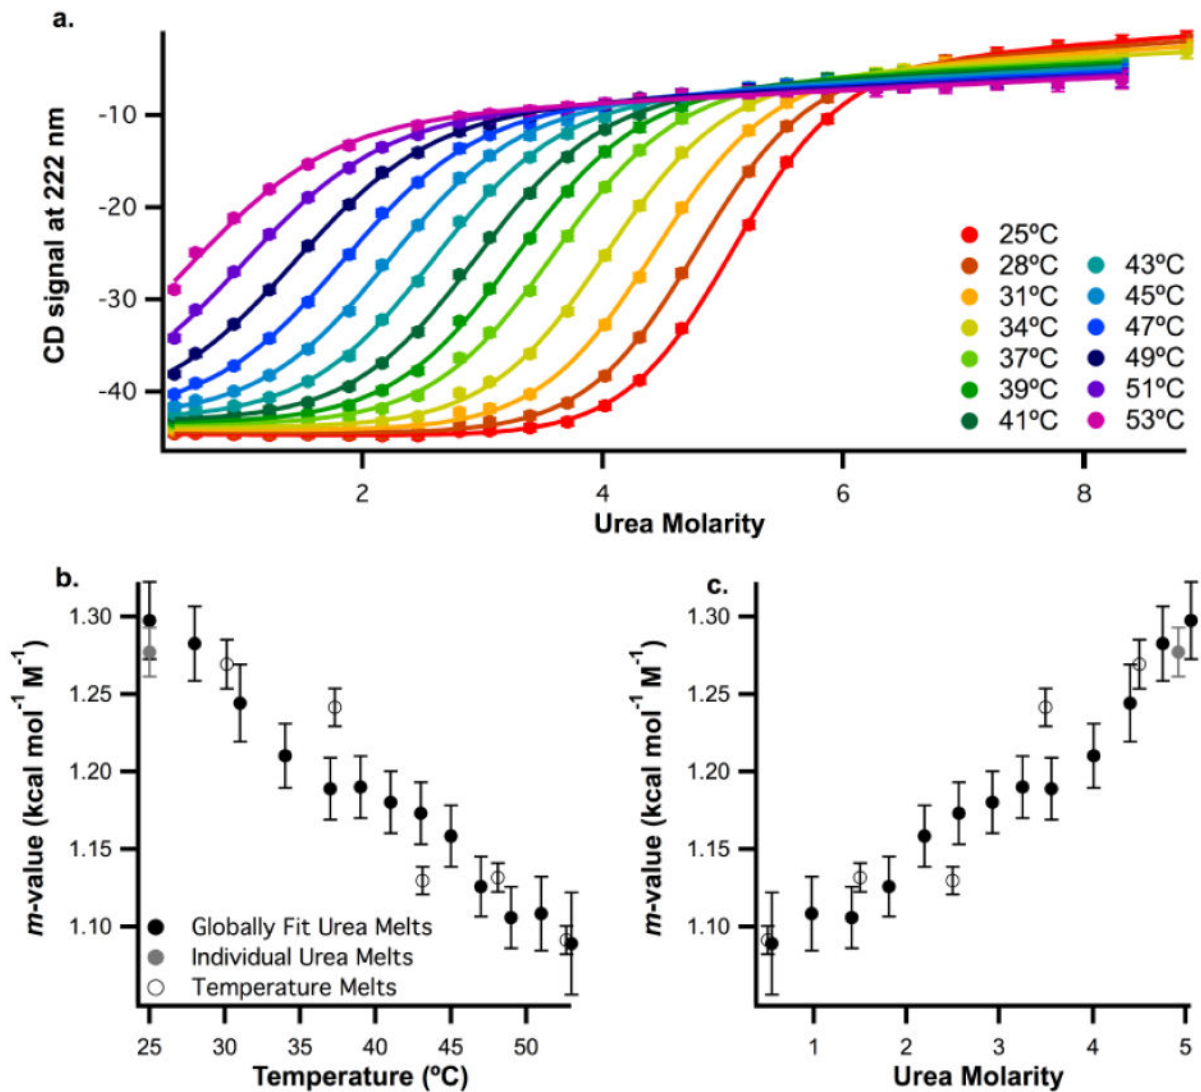 a.
CD signal at 222 nm
-10
-20
-30
-40
25ºC
28ºC
31ºC
34ºC
37ºC
39ºC
41ºC
43ºC
45ºC
47ºC
49ºC
51ºC
53ºC
2 4 6 8
Urea Molarity
b.
m-value (kcal mol⁻¹ M⁻¹)
1.30
1.25
1.20
1.15
1.10
Globally Fit Urea Melts
Individual Urea Melts
Temperature Melts
25 30 35 40 45 50
Temperature (ºC)
c.
m-value (kcal mol⁻¹ M⁻¹)
1.30
1.25
1.20
1.15
1.10
1 2 3 4 5
Urea Molarity